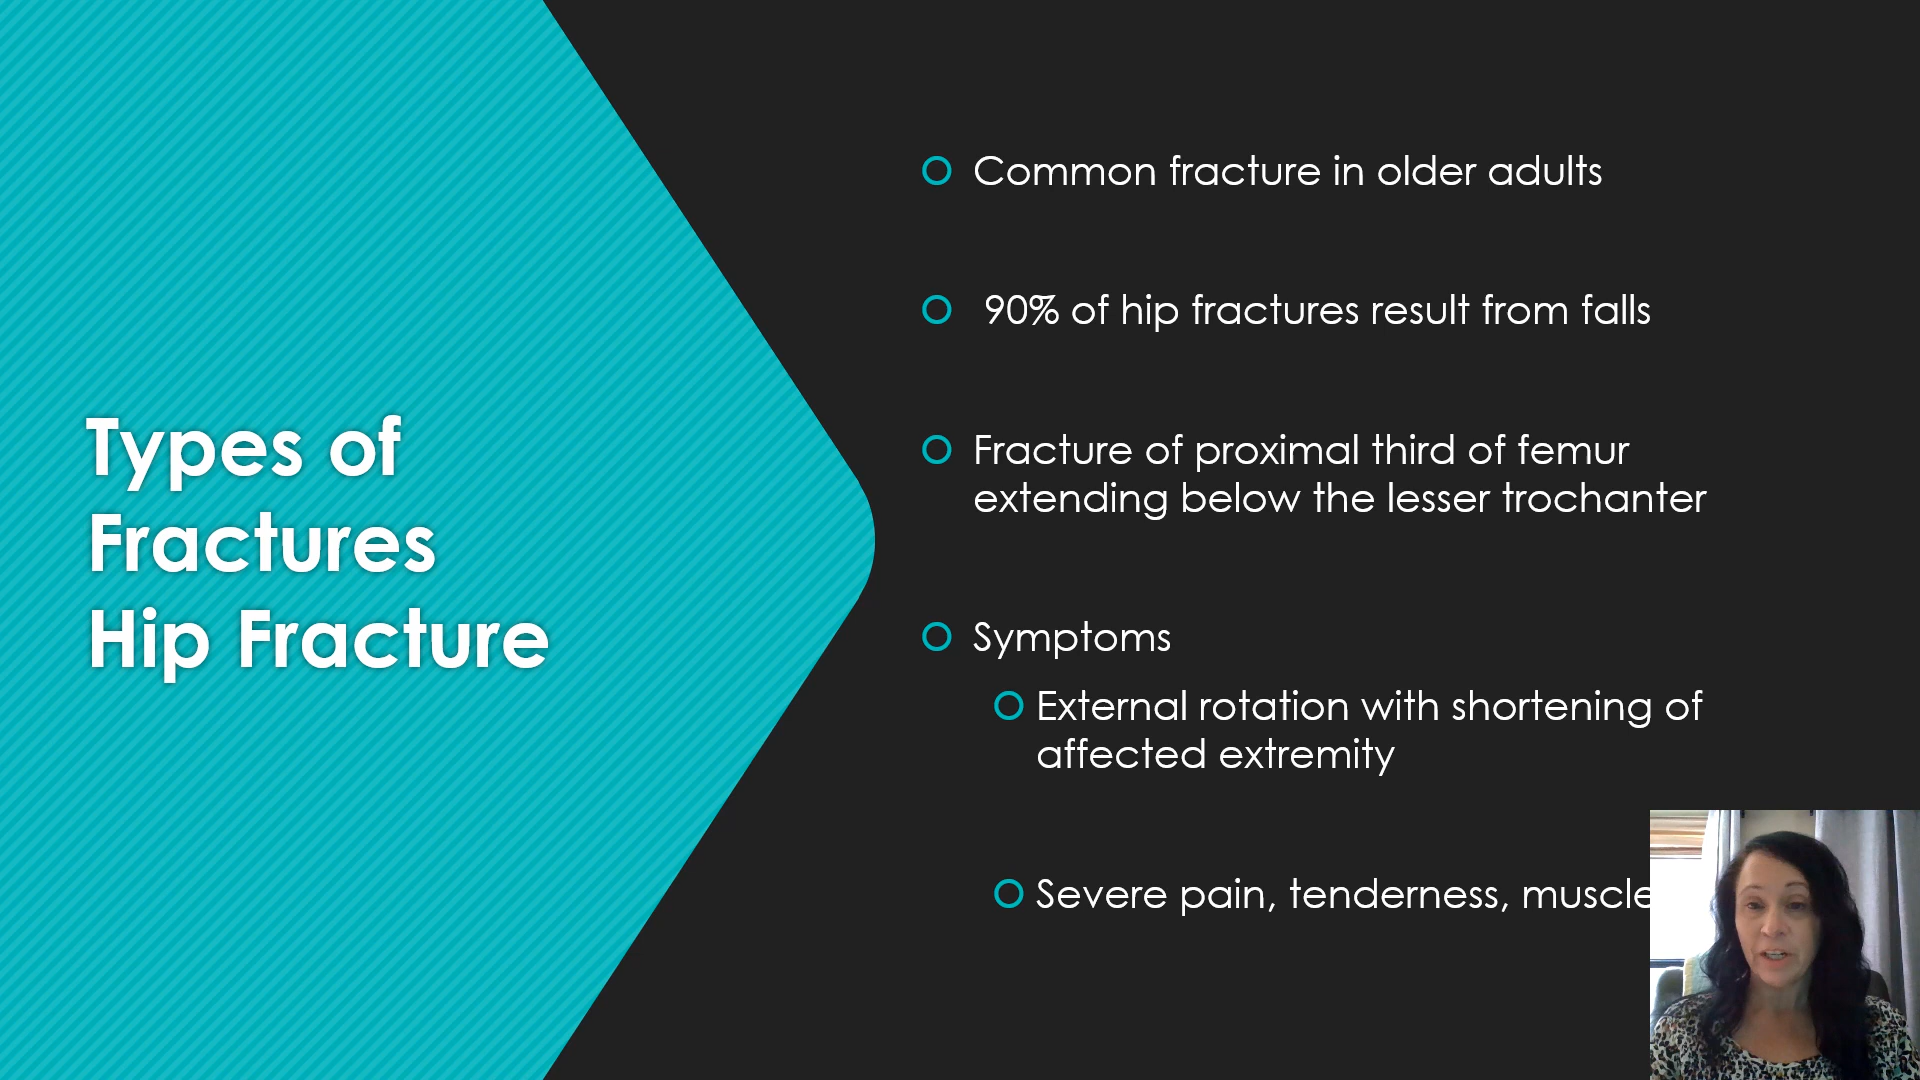 Types of
Fractures
Hip Fracture
Common fracture in older adults
90% of hip fractures result from falls
Fracture of proximal third of femur
extending below the lesser trochanter
Symptoms
External rotation with shortening of
affected extremity
Severe pain, tenderness, muscle